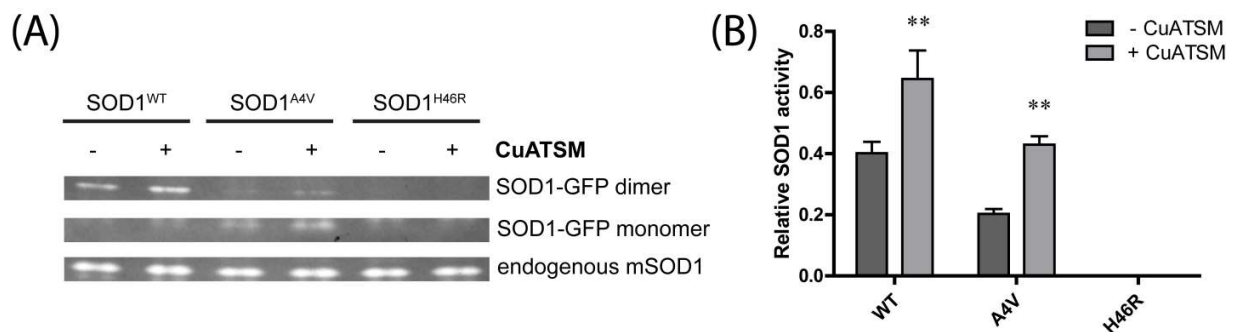 (A)
SOD1WT SOD1A4V SOD1H46R
- + - + - + CuATSM
SOD1-GFP dimer
SOD1-GFP monomer
endogenous mSOD1
(B)
- CuATSM
+ CuATSM
Relative SOD1 activity
0.8
0.6
0.4
0.2
0.0
** **
WT A4V H46R